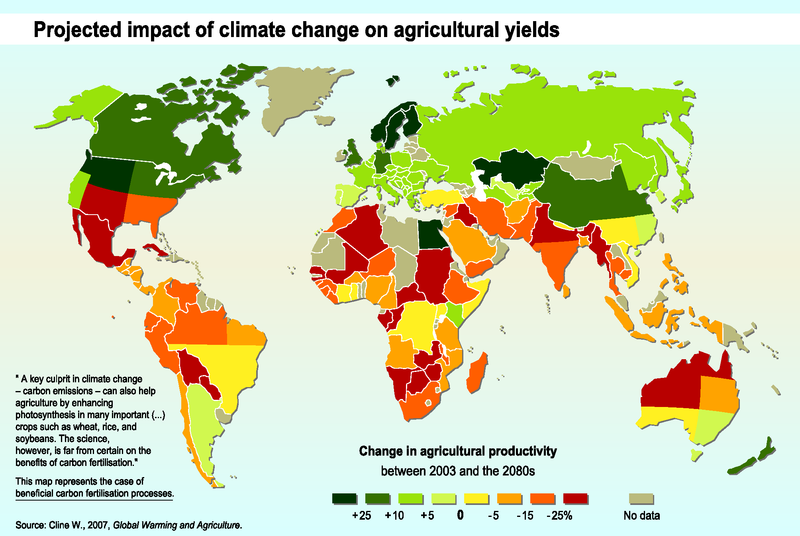 Projected impact of climate change on agricultural yields
" A key culprit in climate change
– carbon emissions – can also help
agriculture by enhancing
photosynthesis in many important (...)
crops such as wheat, rice, and
soybeans. The science,
however, is far from certain on the
benefits of carbon fertilisation."
This map represents the case of
beneficial carbon fertilisation processes.
Change in agricultural productivity
between 2003 and the 2080s
+25 +10 +5 0 -5 -15 -25% No data
Source: Cline W., 2007, Global Warming and Agriculture.